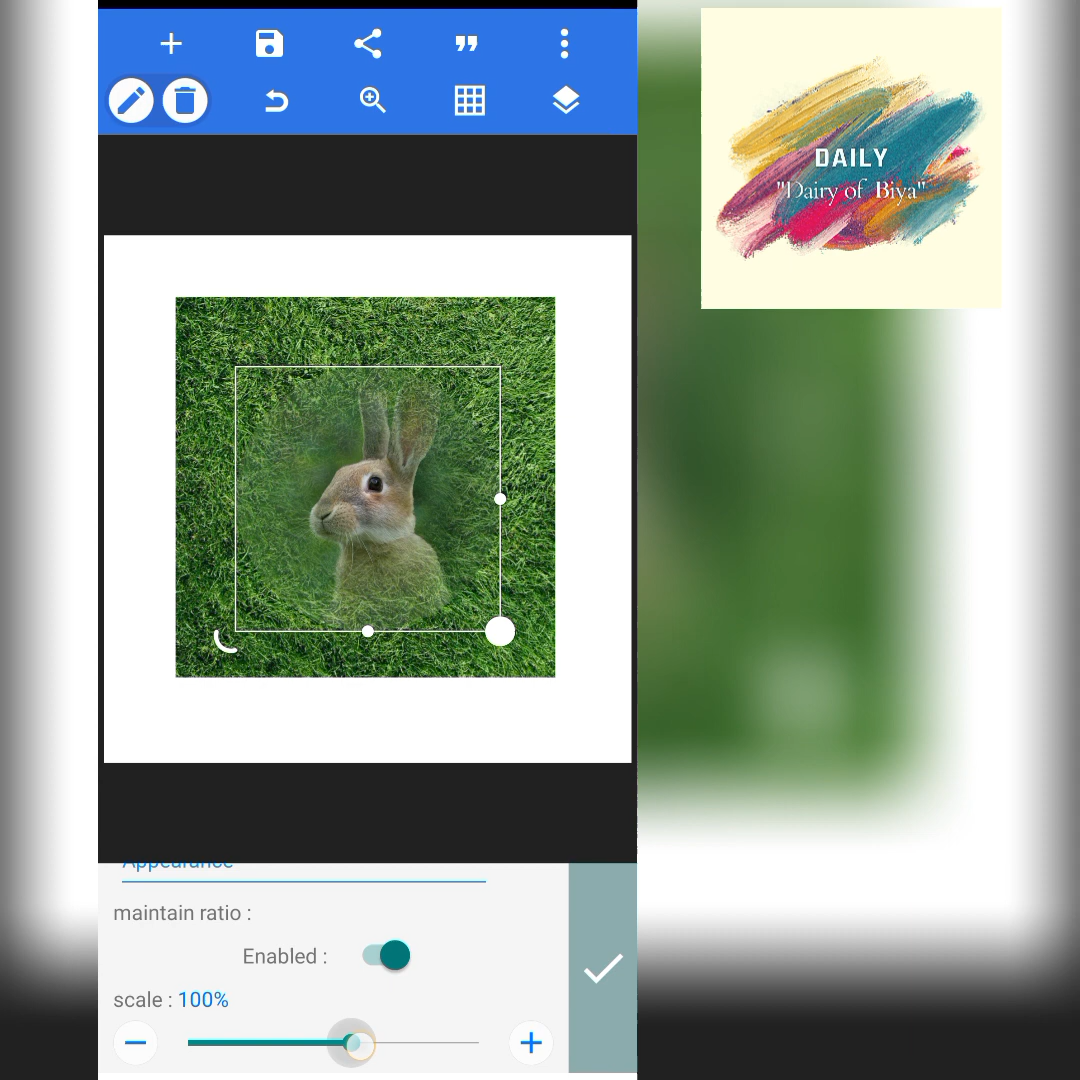 DAILY
"Dairy of Biya"
Appearance
maintain ratio :
Enabled :
scale : 100%